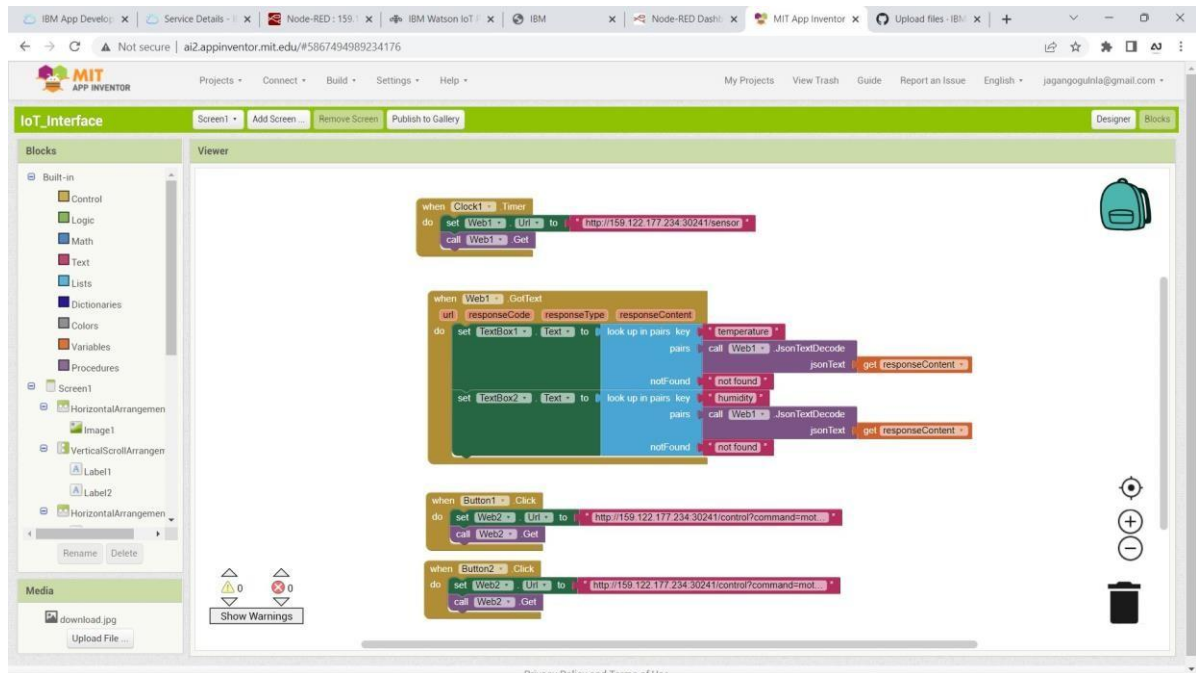 IBM App Develop
Service Details - I
Node-RED : 159.1
IBM Watson IoT P
IBM
Node-RED Dashb
MIT App Inventor
Upload files · IBM
Not secure | ai2.appinventor.mit.edu/#5867494989234176
MIT
APP INVENTOR
Projects Connect Build Settings Help My Projects View Trash Guide Report an Issue English jagangogulnla@gmail.com
IoT_Interface Screen1 Add Screen ... Remove Screen Publish to Gallery Designer Blocks
Blocks
Viewer
Built-in
Control
Logic
Math
Text
Lists
Dictionaries
Colors
Variables
Procedures
Screen1
HorizontalArrangemen
Image1
VerticalScrollArrangen
Label1
Label2
HorizontalArrangemen
Rename Delete
Media
download.jpg
Upload File ...
when Clock1 .Timer
do set Web1 . Url to " http://159.122.177.234:30241/sensor "
call Web1 .Get
when Web1 .GotText
url responseCode responseType responseContent
do set TextBox1 . Text to look up in pairs key " temperature "
pairs call Web1 .JsonTextDecode
jsonText get responseContent
notFound " not found "
set TextBox2 . Text to look up in pairs key " humidity "
pairs call Web1 .JsonTextDecode
jsonText get responseContent
notFound " not found "
when Button1 .Click
do set Web2 . Url to " http://159.122.177.234:30241/control?command=mot... "
call Web2 .Get
when Button2 .Click
do set Web2 . Url to " http://159.122.177.234:30241/control?command=mot... "
call Web2 .Get
0 0
Show Warnings
Privacy Policy and Terms of Use